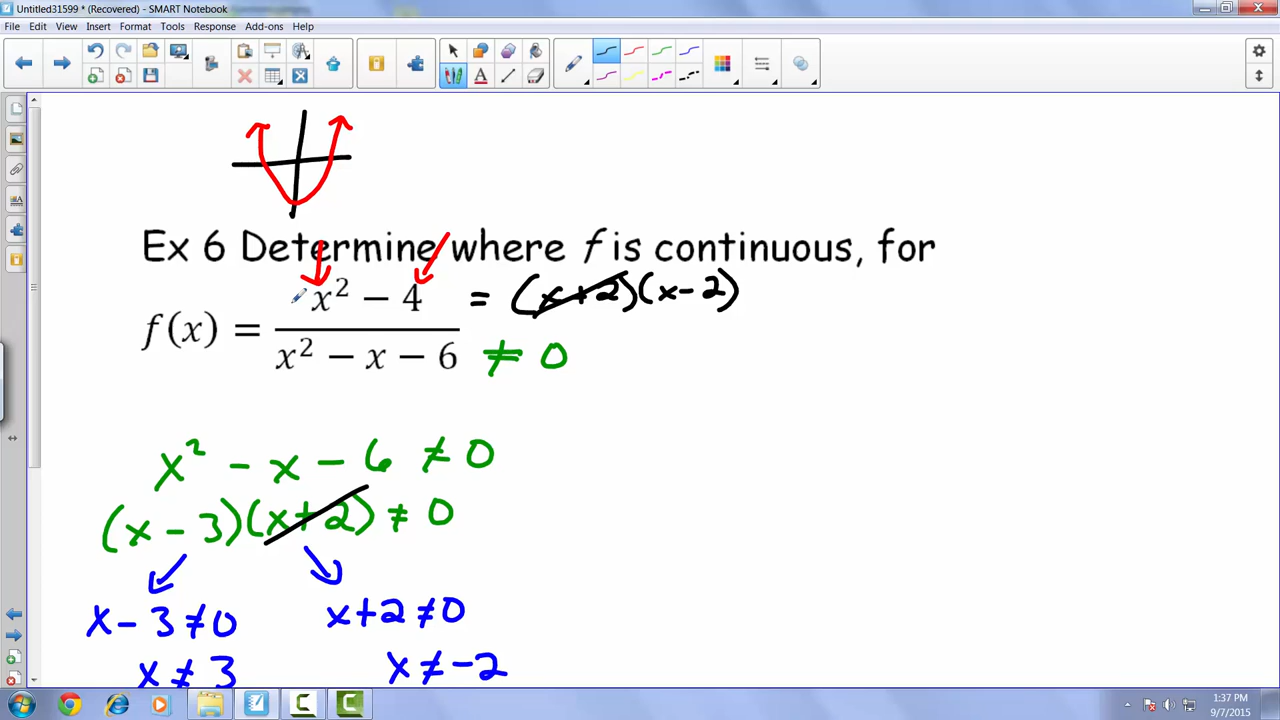 Untitled31599 * (Recovered) - SMART Notebook
File Edit View Insert Format Tools Response Add-ons Help
Ex 6 Determine where f is continuous, for
f(x) = (x² − 4)/(x² − x − 6) = (x+2)(x−2)
≠ 0
x² − x − 6 ≠ 0
(x − 3)(x+2) ≠ 0
x − 3 ≠ 0 x+2 ≠ 0
x ≠ 3 x ≠ −2
1:37 PM
9/7/2015